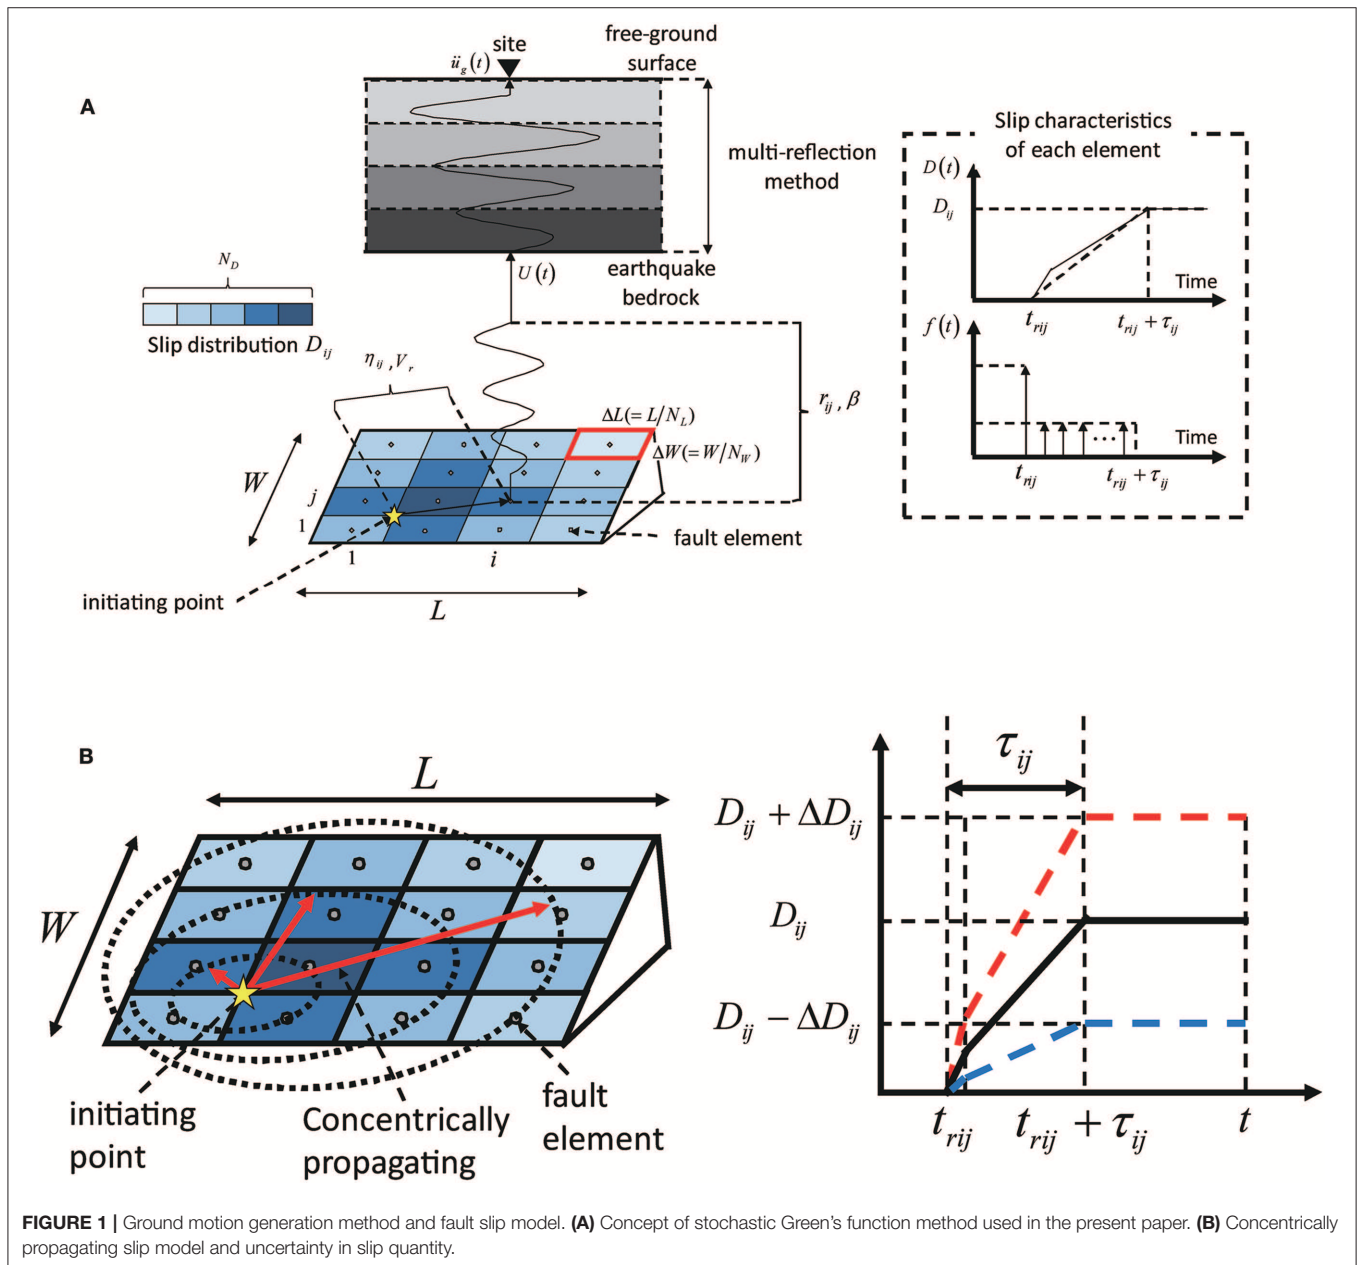 A
site
free-ground
surface
ü_g(t)
multi-reflection
method
U(t)
earthquake
bedrock
N_D
Slip distribution D_ij
η_ij, V_r
r_ij, β
ΔL(=L/N_L)
ΔW(=W/N_W)
W
j
1
1
i
fault element
initiating point
L
Slip characteristics
of each element
D(t)
D_ij
Time
t_rij
t_rij + τ_ij
f(t)
Time
t_rij
t_rij + τ_ij
B
L
W
initiating
point
Concentrically
propagating
fault
element
τ_ij
D_ij + ΔD_ij
D_ij
D_ij − ΔD_ij
t_rij
t_rij + τ_ij
t
FIGURE 1 | Ground motion generation method and fault slip model. (A) Concept of stochastic Green's function method used in the present paper. (B) Concentrically
propagating slip model and uncertainty in slip quantity.